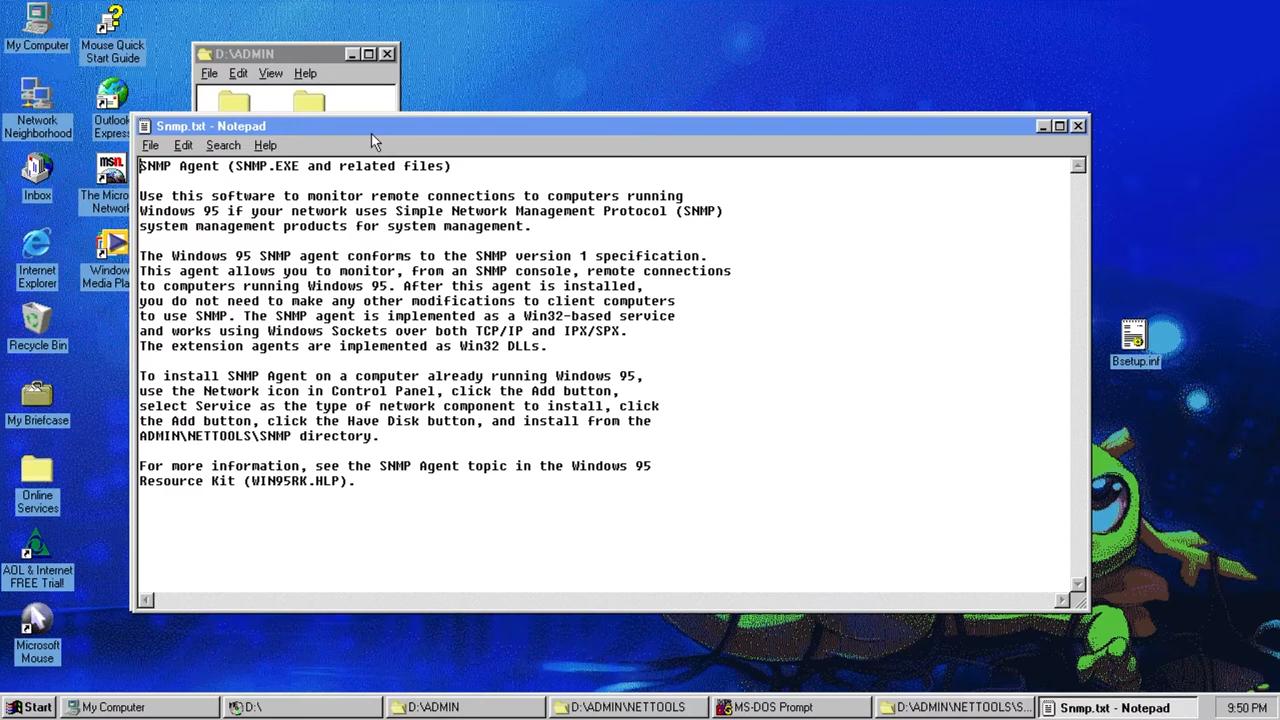 My Computer
Mouse Quick
Start Guide
Network
Neighborhood
Outlook
Expres
Inbox
msn.
The Micro
Networ
Internet
Explorer
Window
Media Pla
Recycle Bin
My Briefcase
Online
Services
AOL & Internet
FREE Trial!
Microsoft
Mouse
D:\ADMIN
File Edit View Help
Snmp.txt - Notepad
File Edit Search Help
SNMP Agent (SNMP.EXE and related files)
Use this software to monitor remote connections to computers running
Windows 95 if your network uses Simple Network Management Protocol (SNMP)
system management products for system management.
The Windows 95 SNMP agent conforms to the SNMP version 1 specification.
This agent allows you to monitor, from an SNMP console, remote connections
to computers running Windows 95. After this agent is installed,
you do not need to make any other modifications to client computers
to use SNMP. The SNMP agent is implemented as a Win32-based service
and works using Windows Sockets over both TCP/IP and IPX/SPX.
The extension agents are implemented as Win32 DLLs.
To install SNMP Agent on a computer already running Windows 95,
use the Network icon in Control Panel, click the Add button,
select Service as the type of network component to install, click
the Add button, click the Have Disk button, and install from the
ADMIN\NETTOOLS\SNMP directory.
For more information, see the SNMP Agent topic in the Windows 95
Resource Kit (WIN95RK.HLP).
Bsetup.inf
Start My Computer D:\ D:\ADMIN D:\ADMIN\NETTOOLS MS-DOS Prompt D:\ADMIN\NETTOOLS\S... Snmp.txt - Notepad 9:50 PM